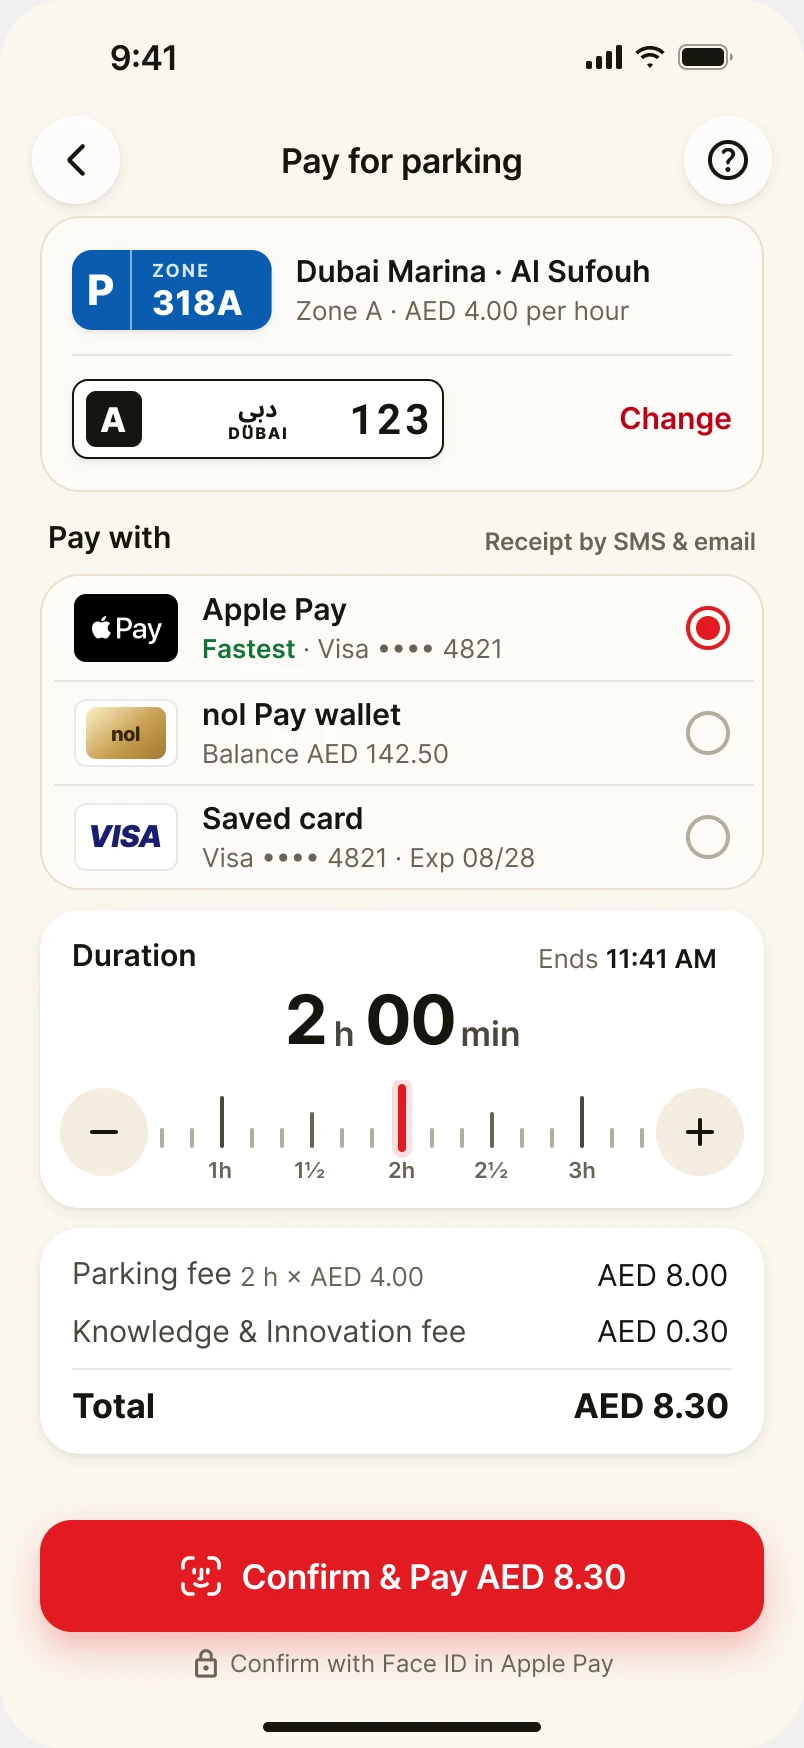 9:41
Pay for parking
P ZONE 318A
Dubai Marina · Al Sufouh
Zone A · AED 4.00 per hour
A دبي DUBAI 123
Change
Pay with
Receipt by SMS & email
Pay
Apple Pay
Fastest · Visa •••• 4821
nol
nol Pay wallet
Balance AED 142.50
VISA
Saved card
Visa •••• 4821 · Exp 08/28
Duration
Ends 11:41 AM
2 h 00 min
1h 1½ 2h 2½ 3h
Parking fee 2 h × AED 4.00 AED 8.00
Knowledge & Innovation fee AED 0.30
Total AED 8.30
Confirm & Pay AED 8.30
Confirm with Face ID in Apple Pay